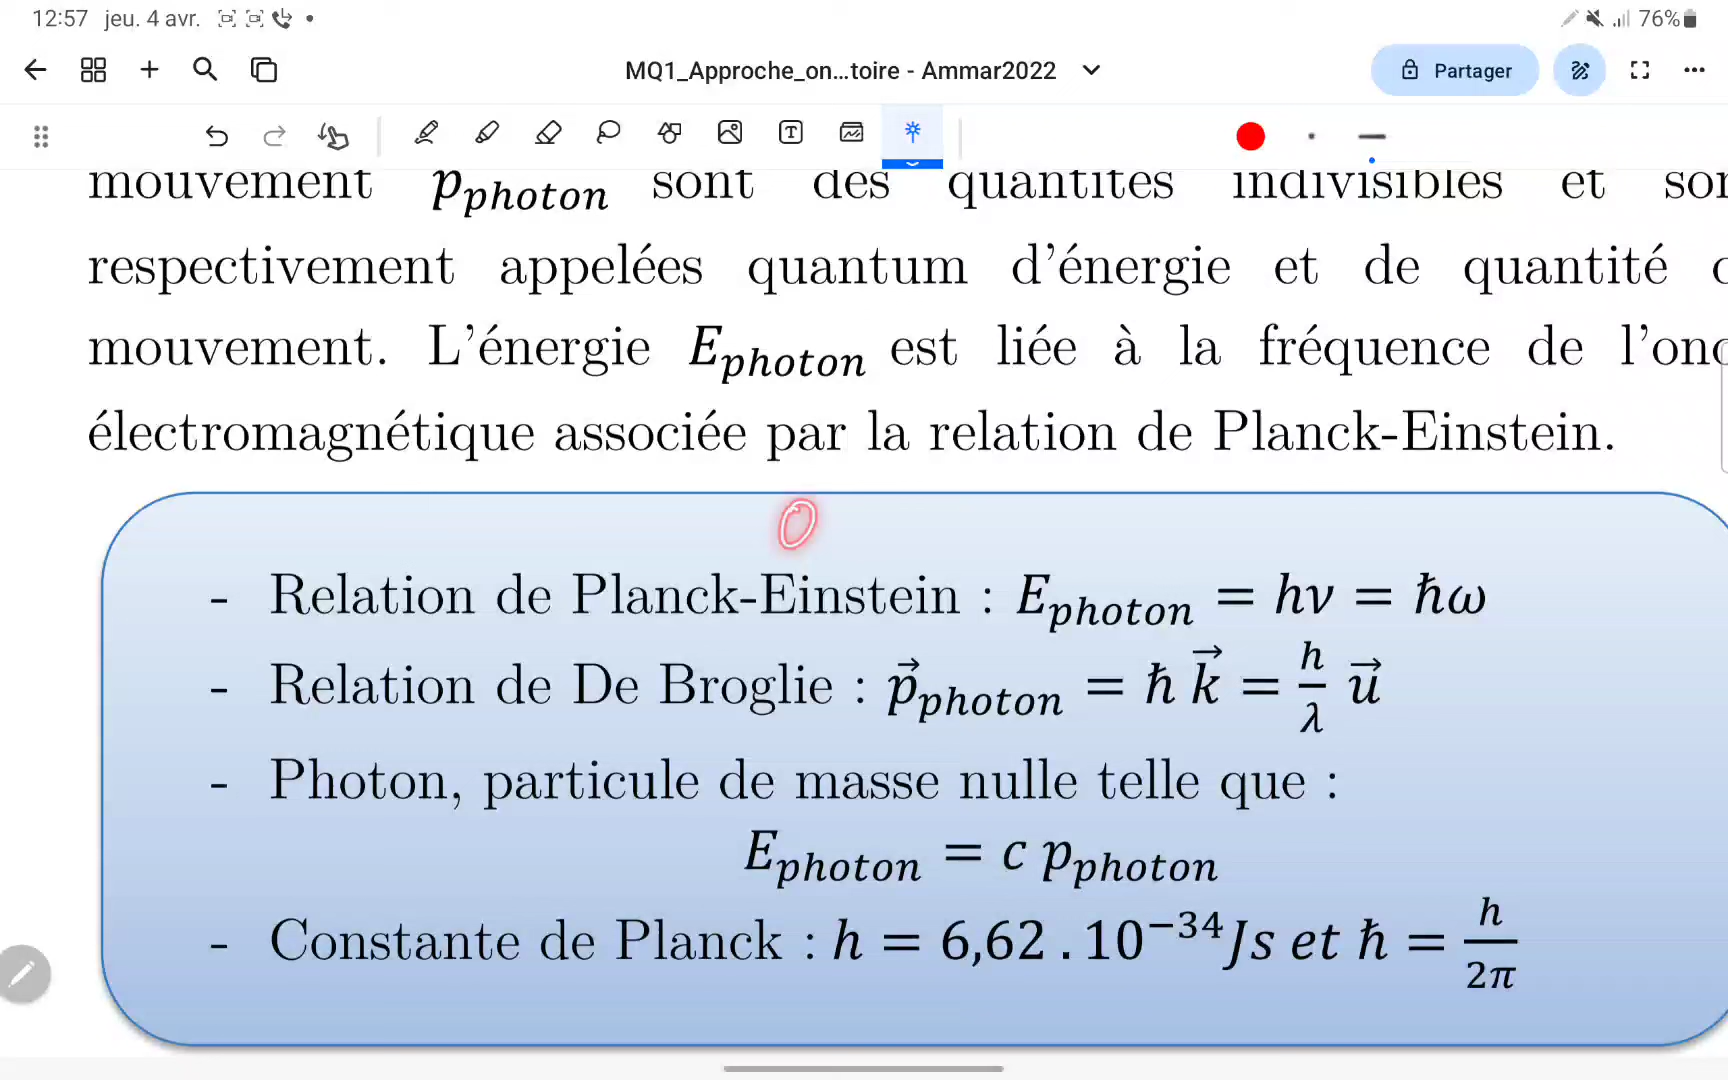 12:57 jeu. 4 avr.
76%
MQ1_Approche_on...toire - Ammar2022
Partager
mouvement p_photon sont des quantités indivisibles et
respectivement appelées quantum d'énergie et de quantité
mouvement. L'énergie E_photon est liée à la fréquence de
électromagnétique associée par la relation de Planck-Einstein.
- Relation de Planck-Einstein : E_photon = hν = ℏω
- Relation de De Broglie : p⃗_photon = ℏ k⃗ = h/λ u⃗
- Photon, particule de masse nulle telle que :
E_photon = c p_photon
- Constante de Planck : h = 6,62 . 10⁻³⁴ Js et ℏ = h/2π